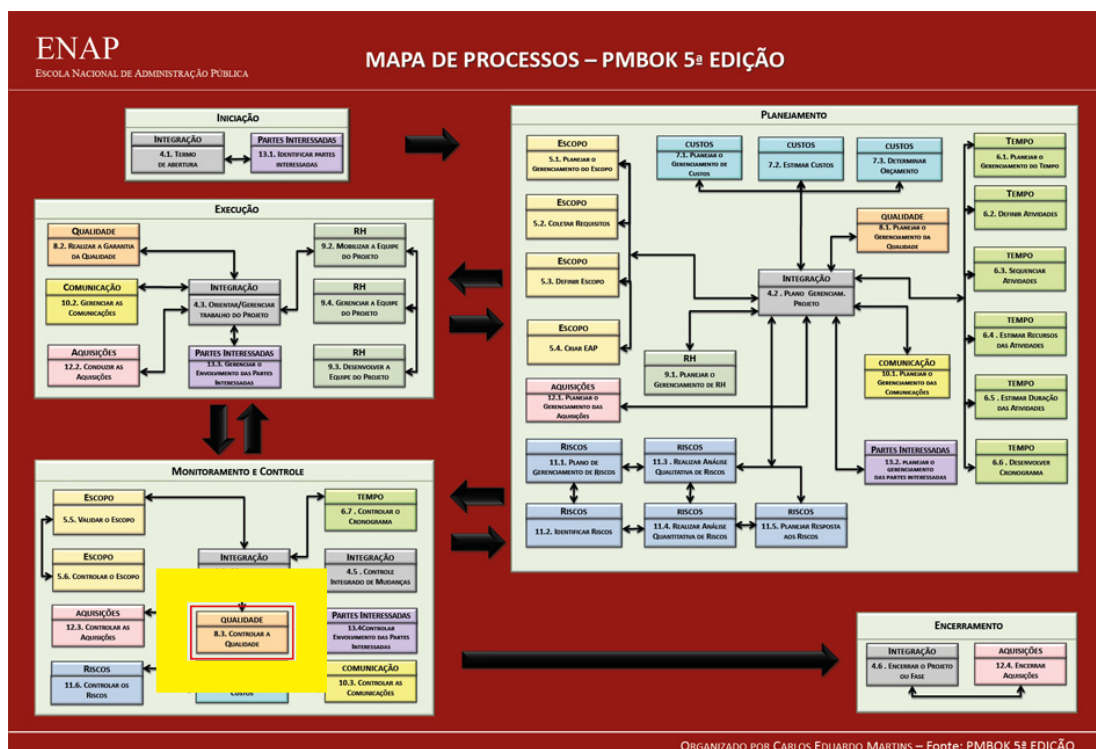 ENAP
ESCOLA NACIONAL DE ADMINISTRAÇÃO PÚBLICA
MAPA DE PROCESSOS – PMBOK 5ª EDIÇÃO
INICIAÇÃO
INTEGRAÇÃO
4.1. TERMO
DE ABERTURA
PARTES INTERESSADAS
13.1. IDENTIFICAR PARTES
INTERESSADAS
EXECUÇÃO
QUALIDADE
8.2. REALIZAR A GARANTIA
DA QUALIDADE
COMUNICAÇÃO
10.2. GERENCIAR AS
COMUNICAÇÕES
AQUISIÇÕES
12.2. CONDUZIR AS
AQUISIÇÕES
INTEGRAÇÃO
4.3. ORIENTAR/GERENCIAR
TRABALHO DO PROJETO
PARTES INTERESSADAS
13.3. GERENCIAR O
ENVOLVIMENTO DAS PARTES
INTERESSADAS
RH
9.2. MOBILIZAR A EQUIPE
DO PROJETO
RH
9.4. GERENCIAR A EQUIPE
DO PROJETO
RH
9.3. DESENVOLVER A
EQUIPE DO PROJETO
PLANEJAMENTO
ESCOPO
5.1. PLANEJAR O
GERENCIAMENTO DO ESCOPO
ESCOPO
5.2. COLETAR REQUISITOS
ESCOPO
5.3. DEFINIR ESCOPO
ESCOPO
5.4. CRIAR EAP
CUSTOS
7.1. PLANEJAR O
GERENCIAMENTO DE
CUSTOS
CUSTOS
7.2. ESTIMAR CUSTOS
CUSTOS
7.3. DETERMINAR
ORÇAMENTO
QUALIDADE
8.1. PLANEJAR O
GERENCIAMENTO DA
QUALIDADE
INTEGRAÇÃO
4.2 . PLANO GERENCIAM.
PROJETO
RH
9.1. PLANEJAR O
GERENCIAMENTO DE RH
AQUISIÇÕES
12.1. PLANEJAR O
GERENCIAMENTO DAS
AQUISIÇÕES
COMUNICAÇÃO
10.1. PLANEJAR O
GERENCIAMENTO DAS
COMUNICAÇÕES
PARTES INTERESSADAS
13.2. PLANEJAR O
GERENCIAMENTO
DAS PARTES INTERESSADAS
TEMPO
6.1. PLANEJAR O
GERENCIAMENTO DO TEMPO
TEMPO
6.2. DEFINIR ATIVIDADES
TEMPO
6.3. SEQUENCIAR
ATIVIDADES
TEMPO
6.4 . ESTIMAR RECURSOS
DAS ATIVIDADES
TEMPO
6.5 . ESTIMAR DURAÇÃO
DAS ATIVIDADES
TEMPO
6.6 . DESENVOLVER
CRONOGRAMA
RISCOS
11.1. PLANO DE
GERENCIAMENTO DE RISCOS
RISCOS
11.3 . REALIZAR ANÁLISE
QUALITATIVA DE RISCOS
RISCOS
11.2. IDENTIFICAR RISCOS
RISCOS
11.4. REALIZAR ANÁLISE
QUANTITATIVA DE RISCOS
RISCOS
11.5. PLANEJAR RESPOSTA
AOS RISCOS
MONITORAMENTO E CONTROLE
ESCOPO
5.5. VALIDAR O ESCOPO
ESCOPO
5.6. CONTROLAR O ESCOPO
AQUISIÇÕES
12.3. CONTROLAR AS
AQUISIÇÕES
RISCOS
11.6. CONTROLAR OS
RISCOS
INTEGRAÇÃO
QUALIDADE
8.3. CONTROLAR A
QUALIDADE
CUSTOS
TEMPO
6.7 . CONTROLAR O
CRONOGRAMA
INTEGRAÇÃO
4.5 . CONTROLE
INTEGRADO DE MUDANÇAS
PARTES INTERESSADAS
13.4CONTROLAR
ENVOLVIMENTO DAS PARTES
INTERESSADAS
COMUNICAÇÃO
10.3. CONTROLAR AS
COMUNICAÇÕES
ENCERRAMENTO
INTEGRAÇÃO
4.6 . ENCERRAR O PROJETO
OU FASE
AQUISIÇÕES
12.4. ENCERRAR
AQUISIÇÕES
ORGANIZADO POR CARLOS EDUARDO MARTINS – Fonte: PMBOK 5ª EDIÇÃO